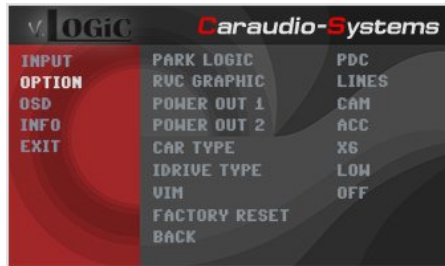 V.LOGiC Caraudio-Systems
INPUT PARK LOGIC PDC
OPTION RVC GRAPHIC LINES
OSD POWER OUT 1 CAM
INFO POWER OUT 2 ACC
EXIT CAR TYPE X6
IDRIVE TYPE LOW
VIM OFF
FACTORY RESET
BACK